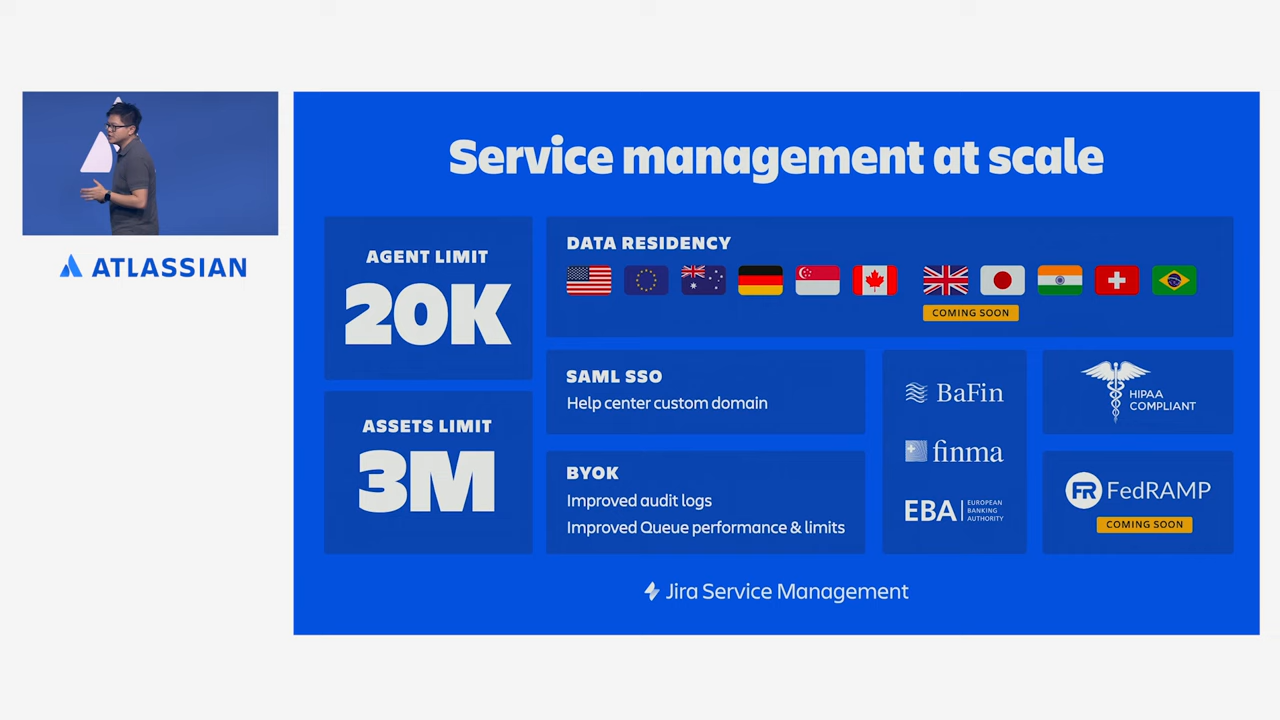 ATLASSIAN
Service management at scale
AGENT LIMIT
20K
ASSETS LIMIT
3M
DATA RESIDENCY
COMING SOON
SAML SSO
Help center custom domain
BYOK
Improved audit logs
Improved Queue performance & limits
BaFin
finma
EBA
EUROPEAN
BANKING
AUTHORITY
HIPAA
COMPLIANT
FR FedRAMP
COMING SOON
Jira Service Management